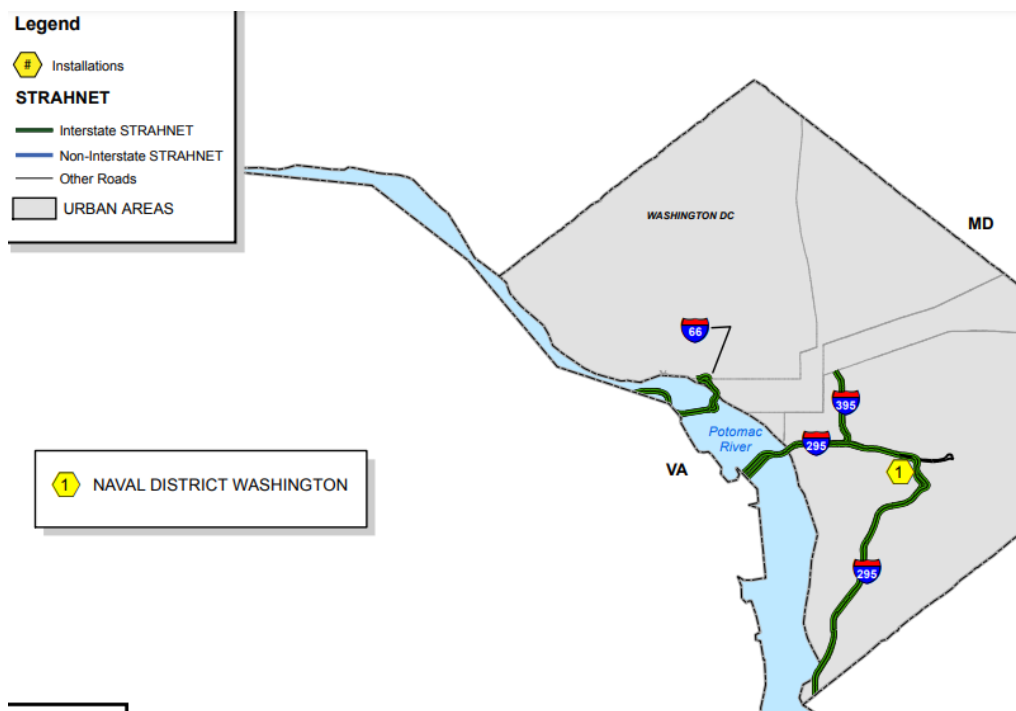 Legend
# Installations
STRAHNET
Interstate STRAHNET
Non-Interstate STRAHNET
Other Roads
URBAN AREAS
WASHINGTON DC
MD
66
395
Potomac
River
295
VA
1
1 NAVAL DISTRICT WASHINGTON
295